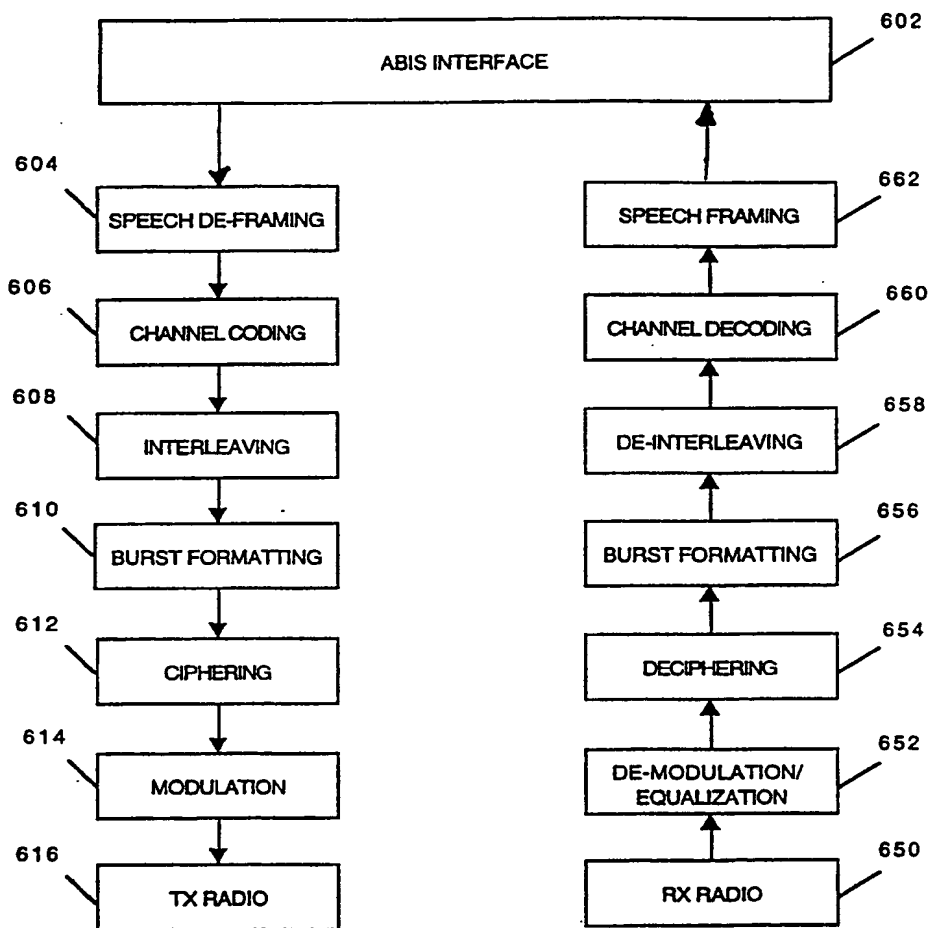 602
ABIS INTERFACE
604
SPEECH DE-FRAMING
662
SPEECH FRAMING
606
CHANNEL CODING
660
CHANNEL DECODING
608
INTERLEAVING
658
DE-INTERLEAVING
610
BURST FORMATTING
656
BURST FORMATTING
612
CIPHERING
654
DECIPHERING
614
MODULATION
652
DE-MODULATION/
EQUALIZATION
616
TX RADIO
650
RX RADIO